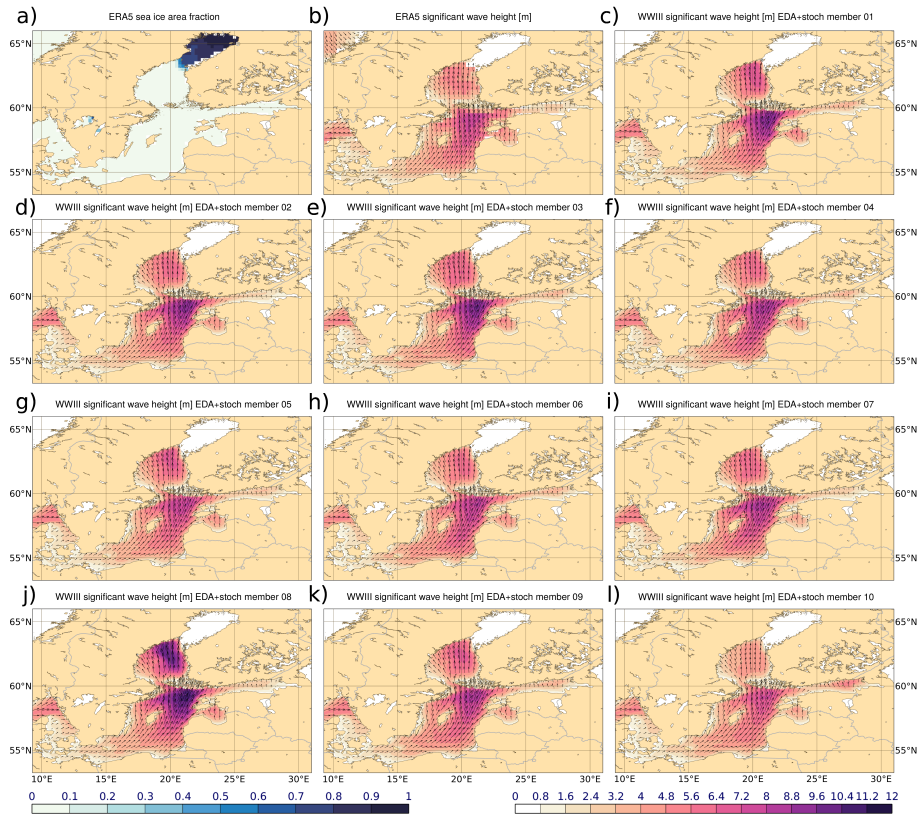 a) ERA5 sea ice area fraction
b) ERA5 significant wave height [m]
c) WWIII significant wave height [m] EDA+stoch member 01
65°N 65°N
60°N 60°N
55°N 55°N
d) WWIII significant wave height [m] EDA+stoch member 02
e) WWIII significant wave height [m] EDA+stoch member 03
f) WWIII significant wave height [m] EDA+stoch member 04
65°N 65°N
60°N 60°N
55°N 55°N
g) WWIII significant wave height [m] EDA+stoch member 05
h) WWIII significant wave height [m] EDA+stoch member 06
i) WWIII significant wave height [m] EDA+stoch member 07
65°N 65°N
60°N 60°N
55°N 55°N
j) WWIII significant wave height [m] EDA+stoch member 08
k) WWIII significant wave height [m] EDA+stoch member 09
l) WWIII significant wave height [m] EDA+stoch member 10
65°N 65°N
60°N 60°N
55°N 55°N
10°E 15°E 20°E 25°E 30°E 10°E 15°E 20°E 25°E 30°E 10°E 15°E 20°E 25°E 30°E
0 0.1 0.2 0.3 0.4 0.5 0.6 0.7 0.8 0.9 1
0 0.8 1.6 2.4 3.2 4 4.8 5.6 6.4 7.2 8 8.8 9.6 10.4 11.2 12